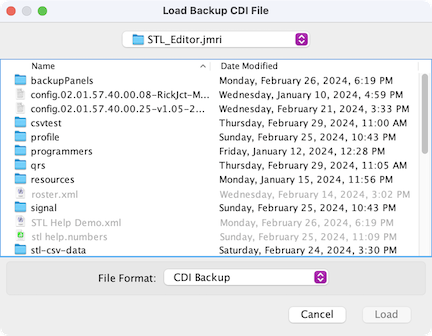 Load Backup CDI File
STL_Editor.jmri
Name Date Modified
backupPanels Monday, February 26, 2024, 6:19 PM
config.02.01.57.40.00.08-RickJct-M... Wednesday, January 10, 2024, 4:59 PM
config.02.01.57.40.00.25-v1.05-2... Wednesday, February 21, 2024, 3:33 PM
csvtest Thursday, February 29, 2024, 11:00 AM
profile Sunday, February 25, 2024, 10:43 PM
programmers Friday, January 12, 2024, 12:28 PM
qrs Thursday, February 29, 2024, 11:05 AM
resources Monday, January 15, 2024, 11:56 PM
roster.xml Wednesday, February 14, 2024, 3:02 PM
signal Sunday, February 25, 2024, 10:43 PM
STL Help Demo.xml Monday, February 26, 2024, 6:19 PM
stl help.numbers Sunday, February 25, 2024, 11:09 PM
stl-csv-data Saturday, February 24, 2024, 3:30 PM
File Format: CDI Backup
Cancel Load